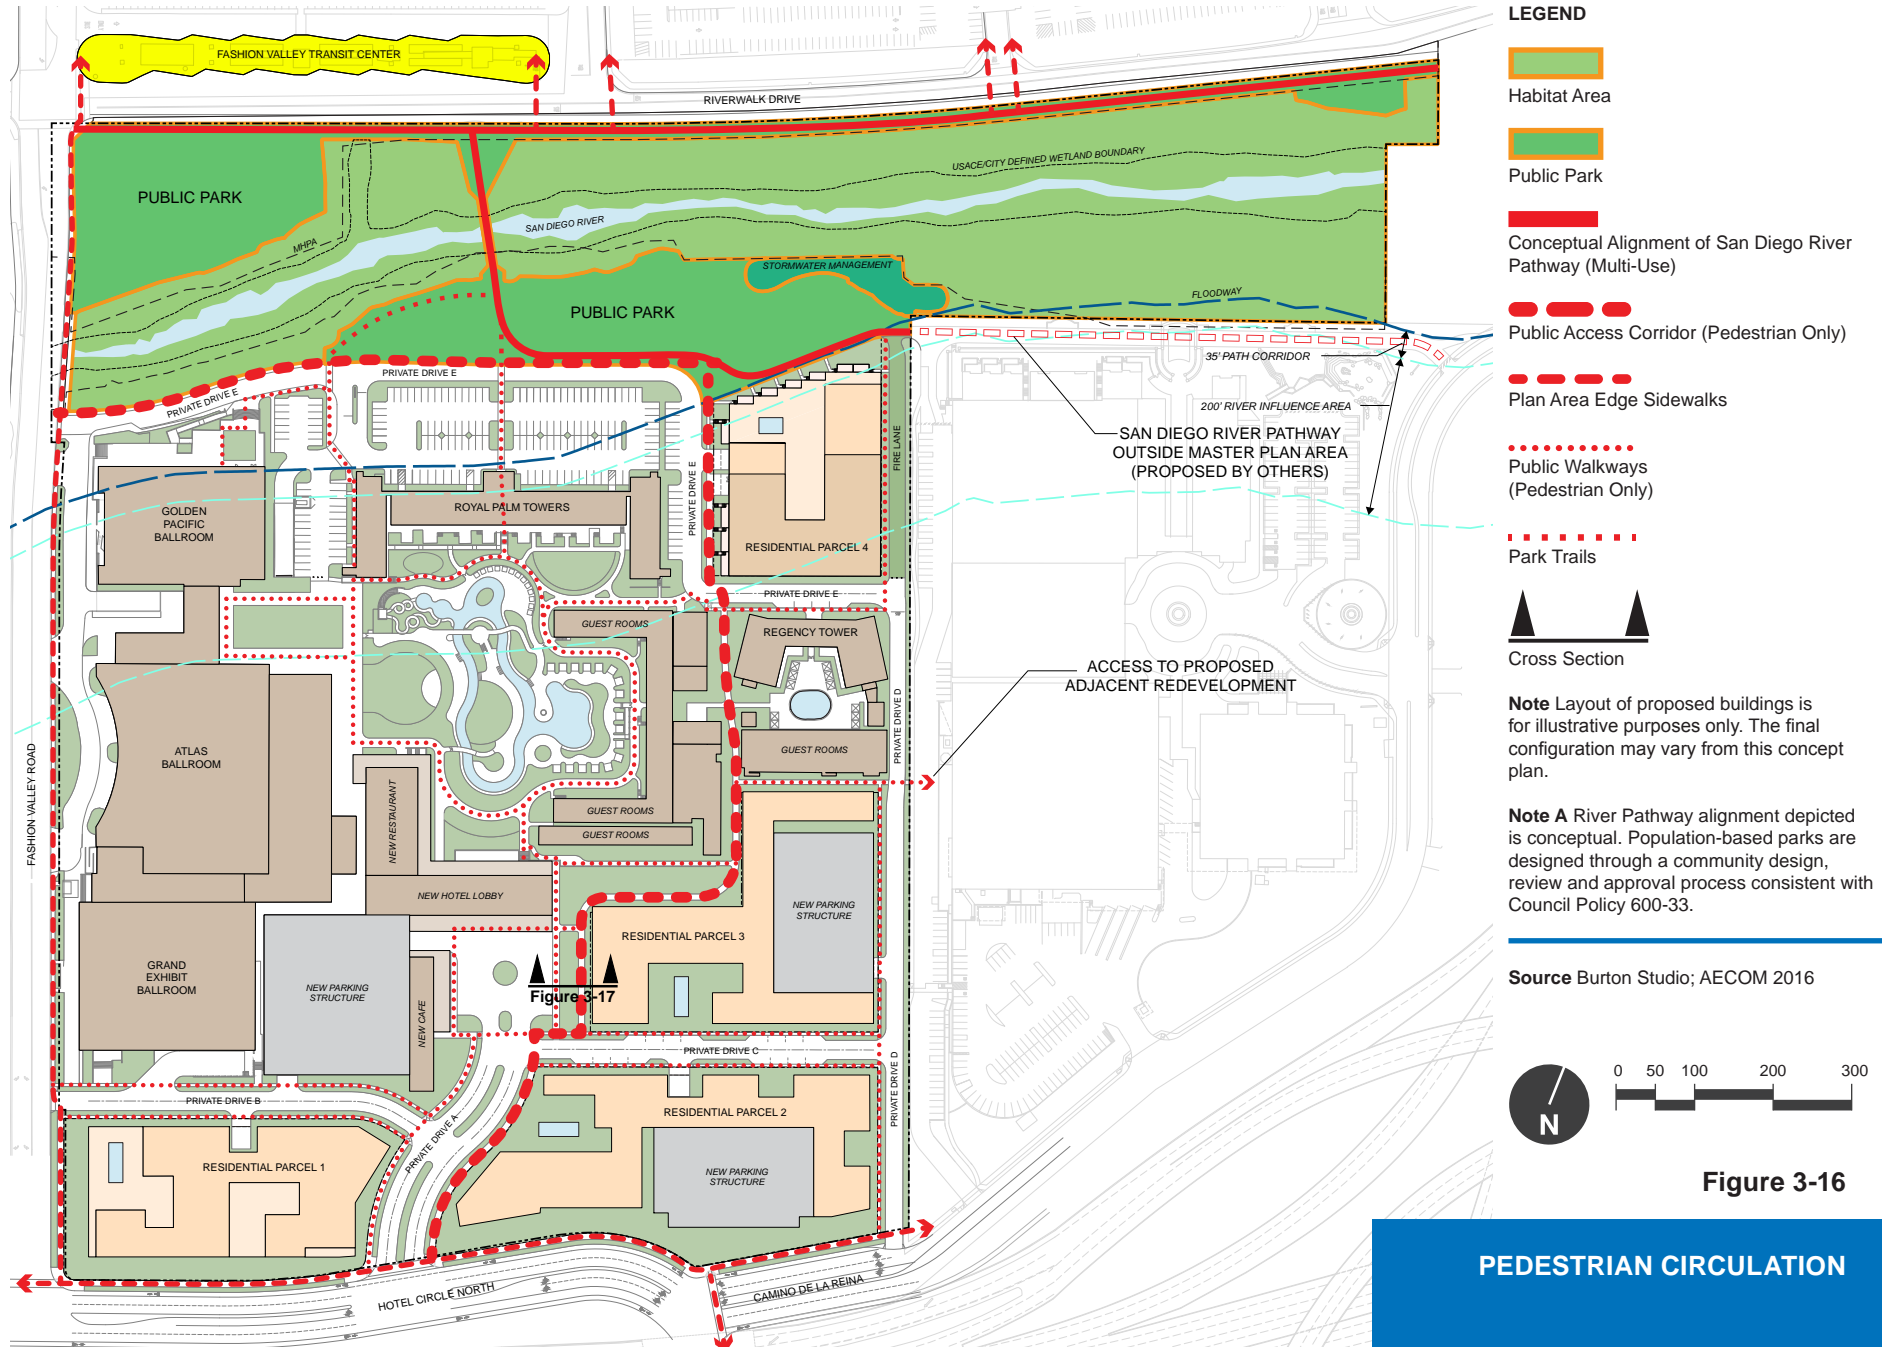 FASHION VALLEY TRANSIT CENTER
RIVERWALK DRIVE
PUBLIC PARK
USACE/CITY DEFINED WETLAND BOUNDARY
SAN DIEGO RIVER
MHPA
STORMWATER MANAGEMENT
PUBLIC PARK
FLOODWAY
35' PATH CORRIDOR
200' RIVER INFLUENCE AREA
SAN DIEGO RIVER PATHWAY
OUTSIDE MASTER PLAN AREA
(PROPOSED BY OTHERS)
PRIVATE DRIVE E
PRIVATE DRIVE E
PRIVATE DRIVE E
FIRE LANE
GOLDEN
PACIFIC
BALLROOM
ROYAL PALM TOWERS
RESIDENTIAL PARCEL 4
PRIVATE DRIVE E
GUEST ROOMS
REGENCY TOWER
ACCESS TO PROPOSED
ADJACENT REDEVELOPMENT
PRIVATE DRIVE D
GUEST ROOMS
ATLAS
BALLROOM
FASHION VALLEY ROAD
NEW RESTAURANT
GUEST ROOMS
GUEST ROOMS
NEW HOTEL LOBBY
NEW PARKING
STRUCTURE
RESIDENTIAL PARCEL 3
GRAND
EXHIBIT
BALLROOM
NEW PARKING
STRUCTURE
NEW CAFE
Figure 3-17
PRIVATE DRIVE C
PRIVATE DRIVE D
PRIVATE DRIVE B
PRIVATE DRIVE A
RESIDENTIAL PARCEL 2
RESIDENTIAL PARCEL 1
NEW PARKING
STRUCTURE
HOTEL CIRCLE NORTH
CAMINO DE LA REINA
LEGEND
Habitat Area
Public Park
Conceptual Alignment of San Diego River
Pathway (Multi-Use)
Public Access Corridor (Pedestrian Only)
Plan Area Edge Sidewalks
Public Walkways
(Pedestrian Only)
Park Trails
Cross Section
Note Layout of proposed buildings is
for illustrative purposes only. The final
configuration may vary from this concept
plan.
Note A River Pathway alignment depicted
is conceptual. Population-based parks are
designed through a community design,
review and approval process consistent with
Council Policy 600-33.
Source Burton Studio; AECOM 2016
N
0 50 100 200 300
Figure 3-16
PEDESTRIAN CIRCULATION